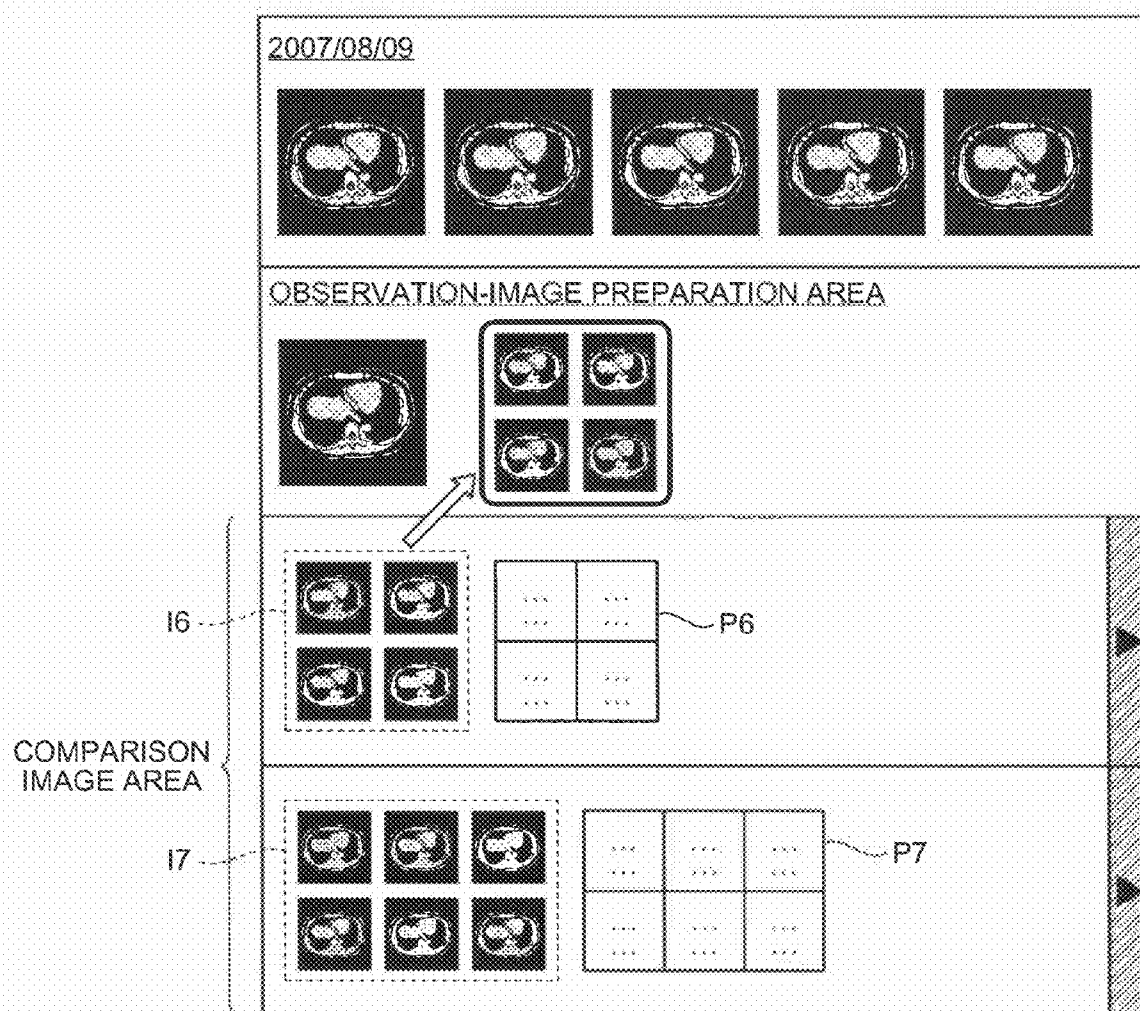 2007/08/09
OBSERVATION-IMAGE PREPARATION AREA
I6
P6
COMPARISON
IMAGE AREA
I7
P7